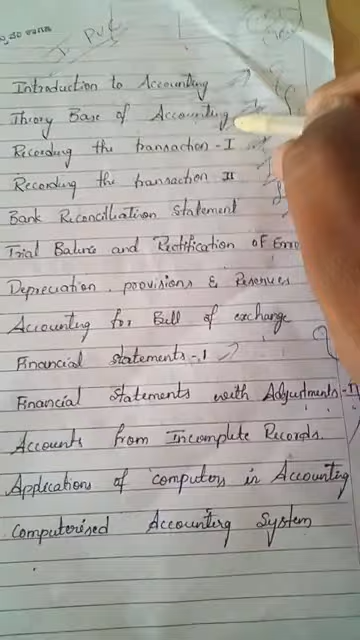 I PUC
Introduction to Accounting
Theory Base of Accounting
Recording the transaction - I
Recording the transaction II
Bank Reconciliation Statement
Trial Balance and Rectification of Erro
Depreciation, provisions & Reserves
Accounting for Bill of exchange
Financial statements - 1
Financial Statements with Adjustments - II
Accounts from Incomplete Records.
Applications of computers in Accounting
Computerised Accounting System